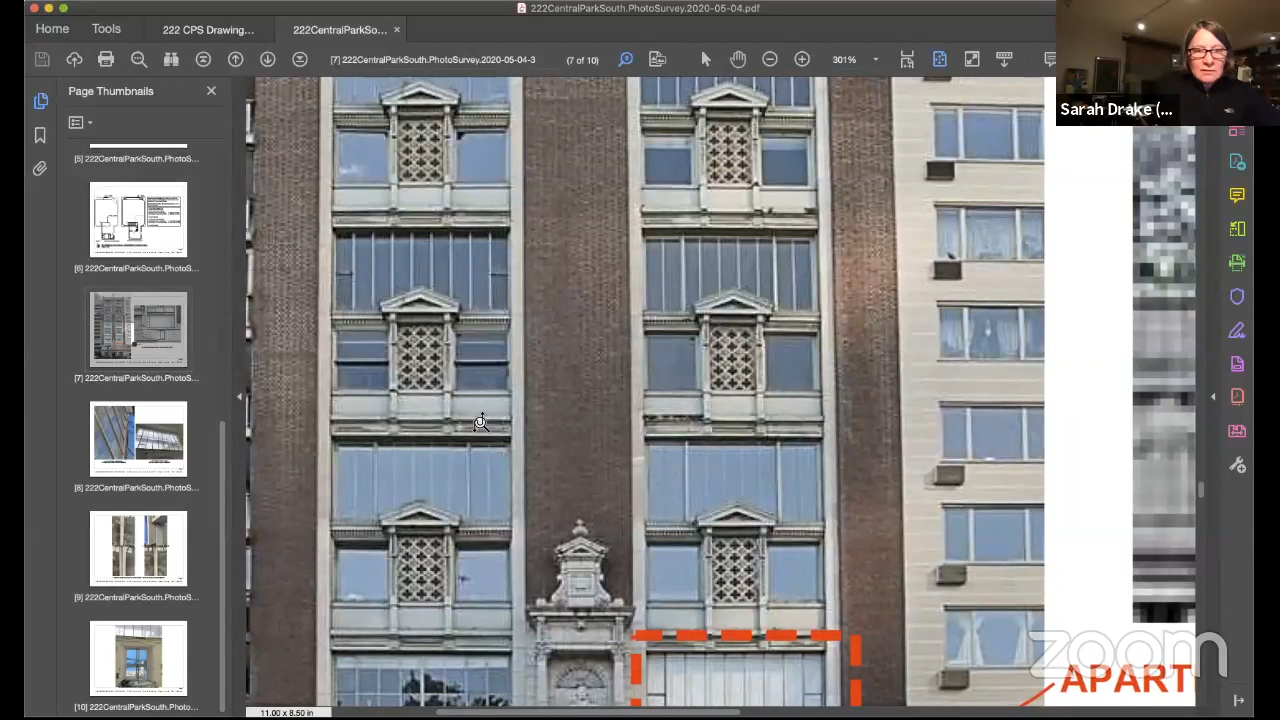 222CentralParkSouth.PhotoSurvey.2020-05-04.pdf
Home Tools 222 CPS Drawing... 222CentralParkSo... ×
[7] 222CentralParkSouth.PhotoSurvey.2020-05-04-3 (7 of 10) 301%
Page Thumbnails
Sarah Drake (...
[5] 222CentralParkSouth.PhotoS...
[6] 222CentralParkSouth.PhotoS...
[7] 222CentralParkSouth.PhotoS...
[8] 222CentralParkSouth.PhotoS...
[9] 222CentralParkSouth.PhotoS...
[10] 222CentralParkSouth.Photo...
11.00 x 8.50 in
zoom
APART